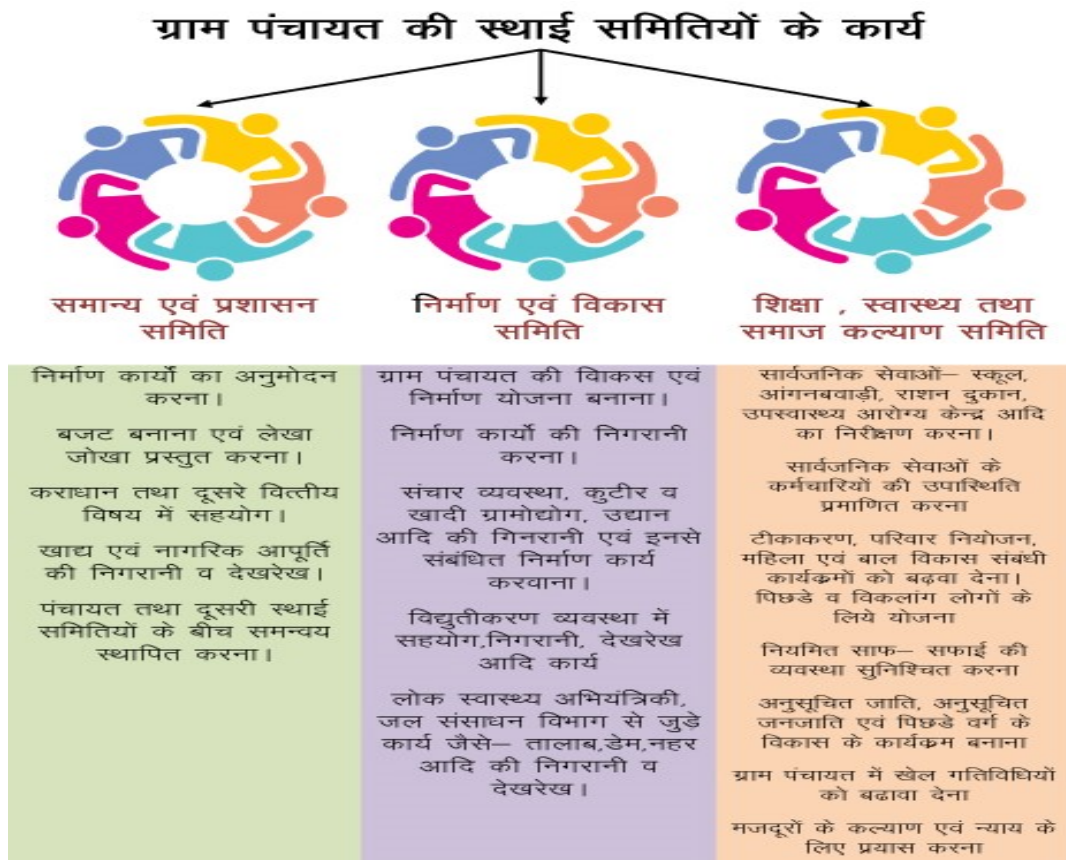 ग्राम पंचायत की स्थाई समितियों के कार्य
समान्य एवं प्रशासन
समिति
निर्माण कार्यो का अनुमोदन
करना।
बजट बनाना एवं लेखा
जोखा प्रस्तुत करना।
कराधान तथा दूसरे वित्तीय
विषय में सहयोग।
खाद्य एवं नागरिक आपूर्ति
की निगरानी व देखरेख।
पंचायत तथा दूसरी स्थाई
समितियों के बीच समन्वय
स्थापित करना।
निर्माण एवं विकास
समिति
ग्राम पंचायत की विाकस एवं
निर्माण योजना बनाना।
निर्माण कार्यो की निगरानी
करना।
संचार व्यवस्था, कुटीर व
खादी ग्रामोद्योग, उद्यान
आदि की गिनरानी एवं इनसे
संबंधित निर्माण कार्य
करवाना।
विद्युतीकरण व्यवस्था में
सहयोग,निगरानी, देखरेख
आदि कार्य
लोक स्वास्थ्य अभियंत्रिकी,
जल संसाधन विभाग से जुड़े
कार्य जैसे– तालाब,डेम,नहर
आदि की निगरानी व
देखरेख।
शिक्षा , स्वास्थ्य तथा
समाज कल्याण समिति
सार्वजनिक सेवाओं– स्कूल,
आंगनबवाड़ी, राशन दुकान,
उपस्वारथ्य आरोग्य केन्द्र आदि
का निरीक्षण करना।
सार्वजनिक सेवाओं के
कर्मचारियों की उपास्थिति
प्रमाणित करना
टीकाकरण, परिवार नियोजन,
महिला एवं बाल विकास संबंधी
कार्यक्रमों को बढ़वा देना।
पिछडे व विकलांग लोगों के
लिये योजना
नियमित साफ– सफाई की
व्यवस्था सुनिश्चित करना
अनुसूचित जाति, अनुसूचित
जनजाति एवं पिछडे वर्ग के
विकास के कार्यक्रम बनाना
ग्राम पंचायत में खेल गतिविधियों
को बढावा देना
मजदूरों के कल्याण एवं न्याय के
लिए प्रयास करना